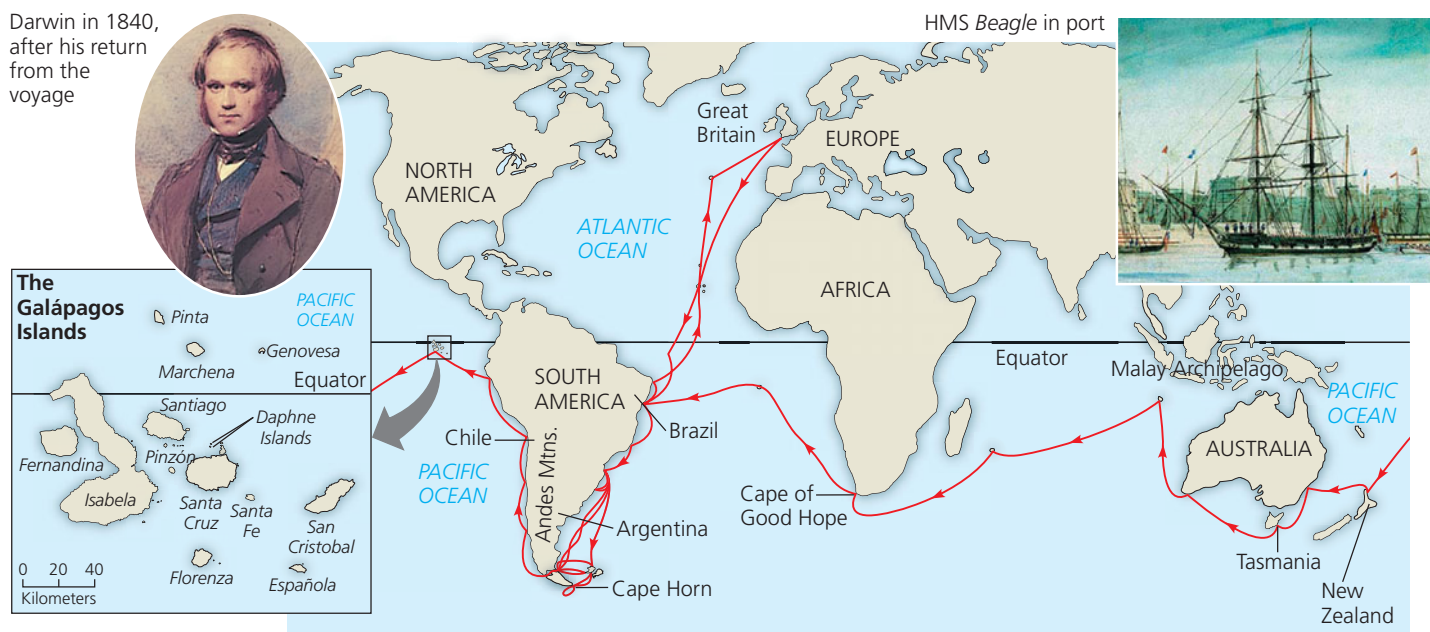 Darwin in 1840,
after his return
from the
voyage
HMS Beagle in port
Great
Britain
EUROPE
NORTH
AMERICA
ATLANTIC
OCEAN
AFRICA
The
Galápagos
Islands
PACIFIC
OCEAN
Pinta
Genovesa
Marchena
Equator
Santiago
Daphne
Islands
Pinzón
Fernandina
Isabela
Santa
Cruz
Santa
Fe
San
Cristobal
Florenza
Española
0 20 40
Kilometers
Equator
Malay Archipelago
PACIFIC
OCEAN
SOUTH
AMERICA
Chile
Brazil
PACIFIC
OCEAN
Andes Mtns.
Argentina
Cape Horn
Cape of
Good Hope
AUSTRALIA
Tasmania
New
Zealand